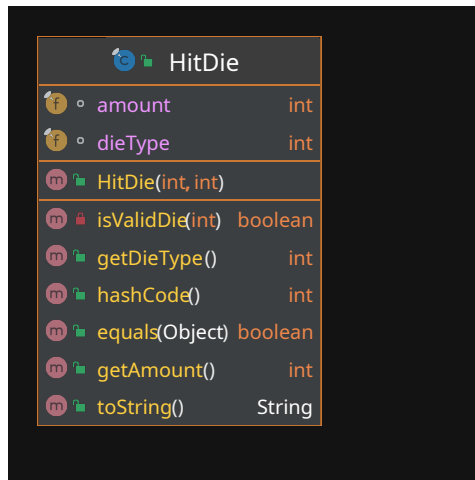 HitDie
amount int
dieType int
HitDie(int, int)
isValidDie(int) boolean
getDieType() int
hashCode() int
equals(Object) boolean
getAmount() int
toString() String